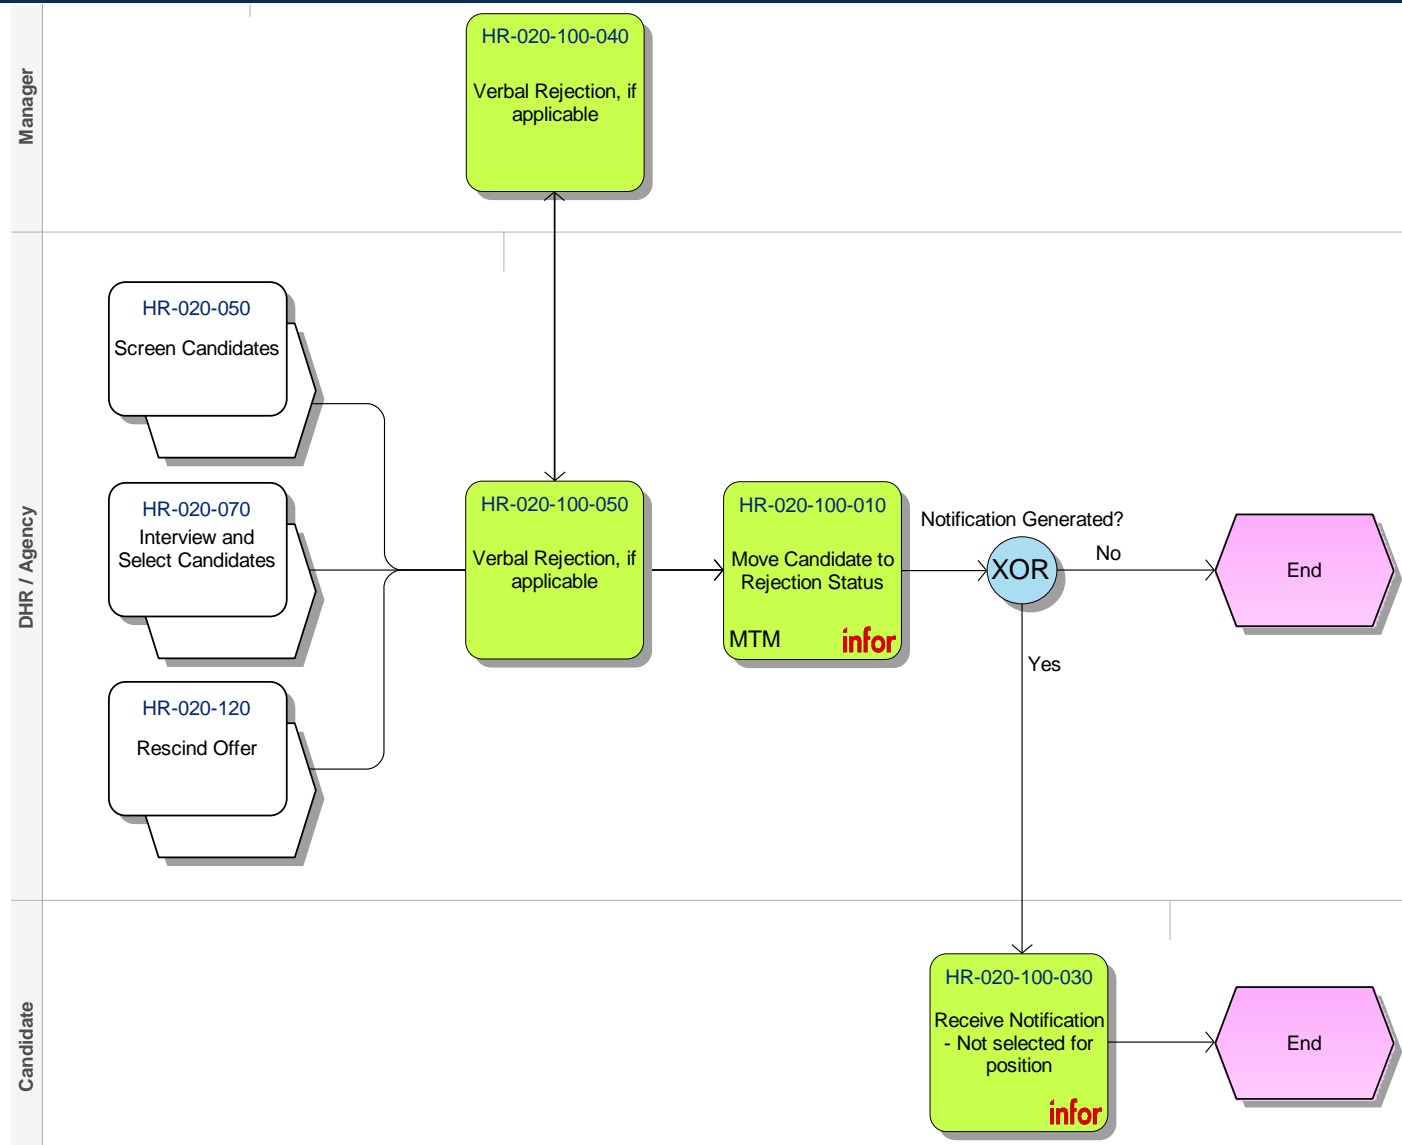 Manager
HR-020-100-040
Verbal Rejection, if
applicable
DHR / Agency
HR-020-050
Screen Candidates
HR-020-070
Interview and
Select Candidates
HR-020-120
Rescind Offer
HR-020-100-050
Verbal Rejection, if
applicable
HR-020-100-010
Move Candidate to
Rejection Status
MTM
infor
Notification Generated?
XOR
No
End
Yes
Candidate
HR-020-100-030
Receive Notification
- Not selected for
position
infor
End